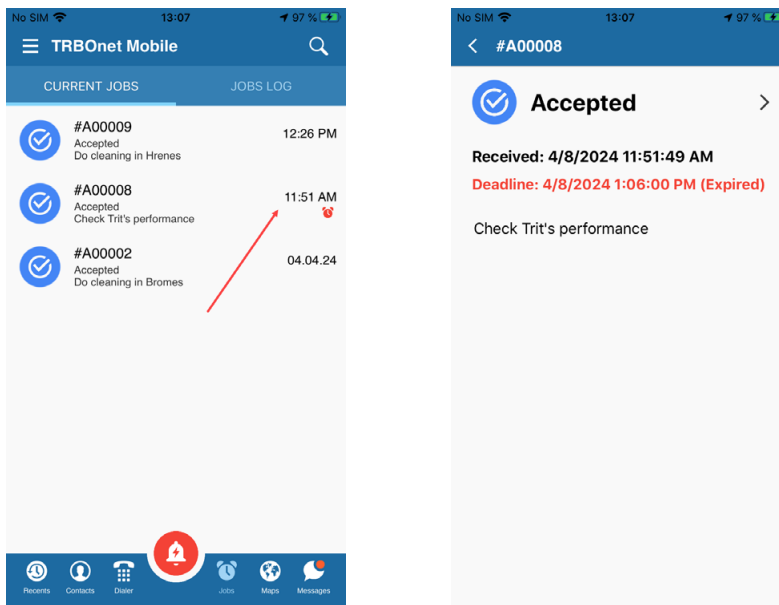 No SIM 13:07 97 %
TRBOnet Mobile
CURRENT JOBS JOBS LOG
#A00009
12:26 PM
Accepted
Do cleaning in Hrenes
#A00008
11:51 AM
Accepted
Check Trit's performance
#A00002
04.04.24
Accepted
Do cleaning in Bromes
Recents Contacts Dialer Jobs Maps Messages
No SIM 13:07 97 %
#A00008
Accepted
Received: 4/8/2024 11:51:49 AM
Deadline: 4/8/2024 1:06:00 PM (Expired)
Check Trit's performance